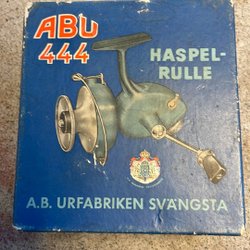 ABU
444
HASPEL-
RULLE
A.B. URFABRIKEN SVÄNGSTA